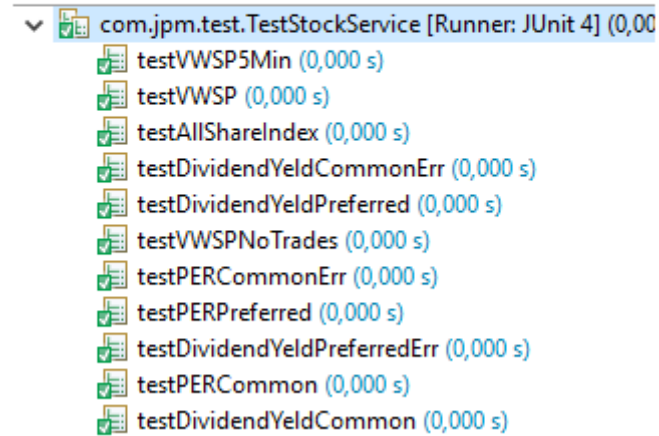 com.jpm.test.TestStockService [Runner: JUnit 4] (0,00
testVWSP5Min (0,000 s)
testVWSP (0,000 s)
testAllShareIndex (0,000 s)
testDividendYeldCommonErr (0,000 s)
testDividendYeldPreferred (0,000 s)
testVWSPNoTrades (0,000 s)
testPERCommonErr (0,000 s)
testPERPreferred (0,000 s)
testDividendYeldPreferredErr (0,000 s)
testPERCommon (0,000 s)
testDividendYeldCommon (0,000 s)